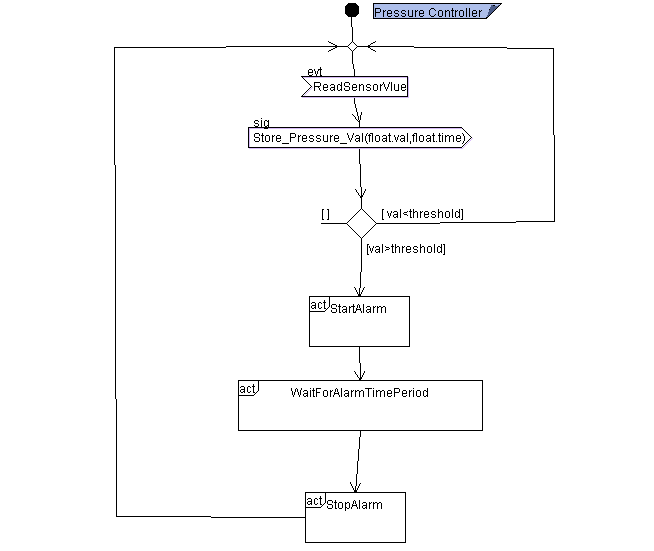 Pressure Controller
evt
ReadSensorVlue
sig
Store_Pressure_Val(float.val,float.time)
[ ]
[ val<threshold]
[val>threshold]
act
StartAlarm
act
WaitForAlarmTimePeriod
act
StopAlarm